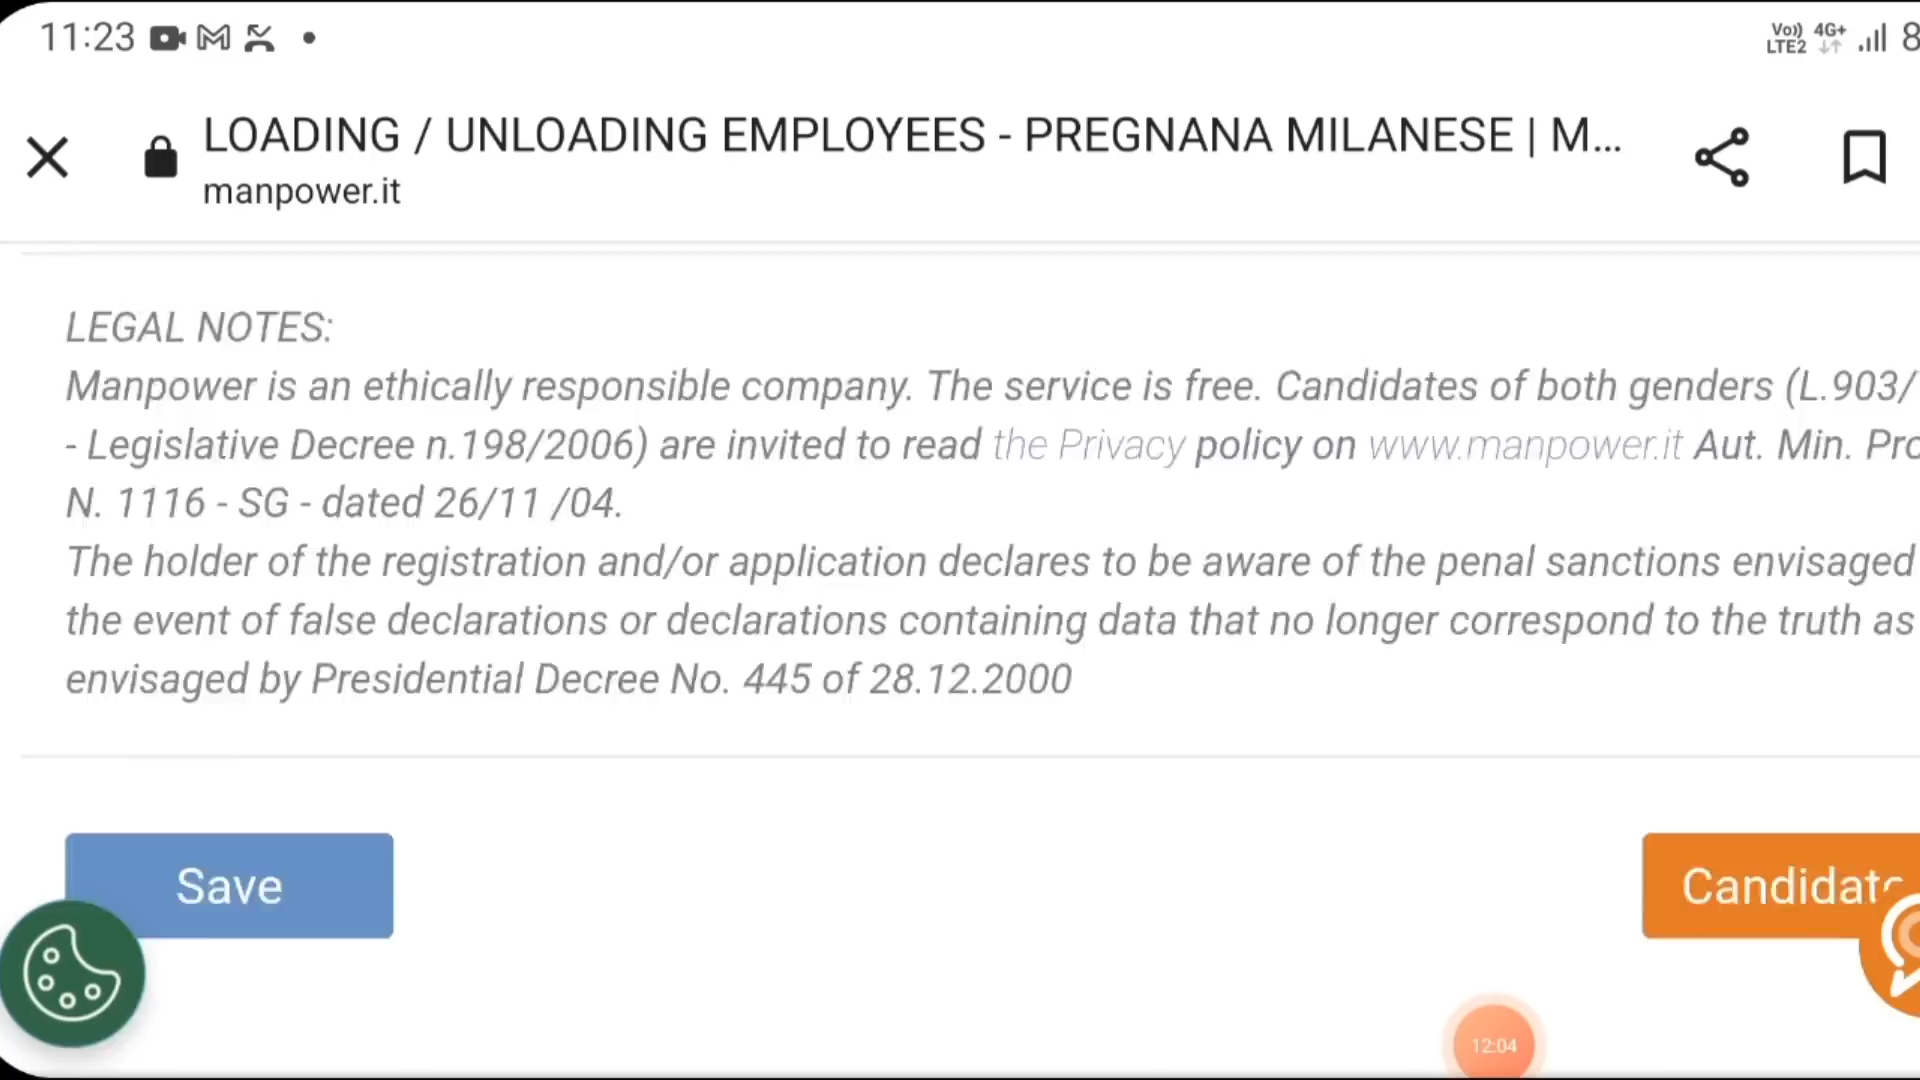 11:23
Vo)) 4G+
LTE2
8
LOADING / UNLOADING EMPLOYEES - PREGNANA MILANESE | M...
manpower.it
LEGAL NOTES:
Manpower is an ethically responsible company. The service is free. Candidates of both genders (L.903/
- Legislative Decree n.198/2006) are invited to read the Privacy policy on www.manpower.it Aut. Min. Pro
N. 1116 - SG - dated 26/11 /04.
The holder of the registration and/or application declares to be aware of the penal sanctions envisaged
the event of false declarations or declarations containing data that no longer correspond to the truth as
envisaged by Presidential Decree No. 445 of 28.12.2000
Save
Candidate
12:04